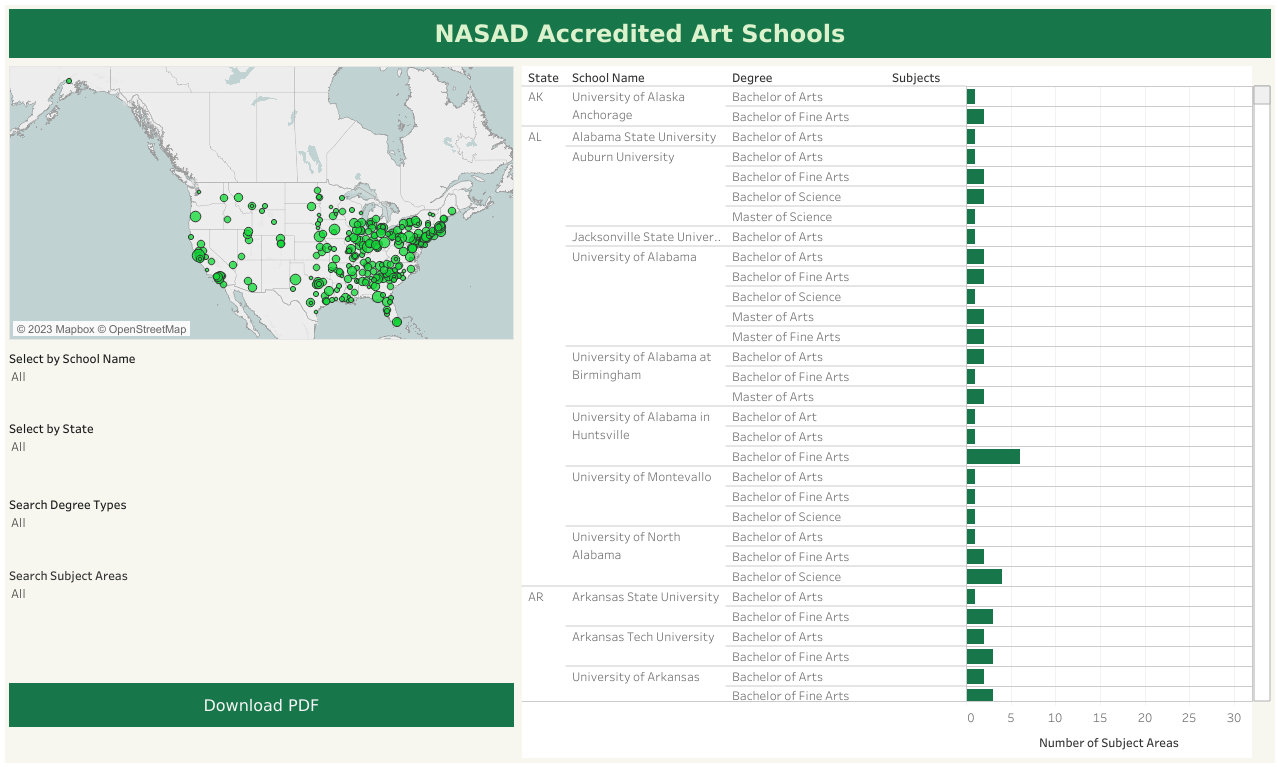 NASAD Accredited Art Schools
© 2023 Mapbox © OpenStreetMap
Select by School Name
All
Select by State
All
Search Degree Types
All
Search Subject Areas
All
Download PDF
State School Name Degree Subjects
AK University of Alaska Bachelor of Arts
Anchorage Bachelor of Fine Arts
AL Alabama State University Bachelor of Arts
Auburn University Bachelor of Arts
Bachelor of Fine Arts
Bachelor of Science
Master of Science
Jacksonville State Univer.. Bachelor of Arts
University of Alabama Bachelor of Arts
Bachelor of Fine Arts
Bachelor of Science
Master of Arts
Master of Fine Arts
University of Alabama at Bachelor of Arts
Birmingham Bachelor of Fine Arts
Master of Arts
University of Alabama in Bachelor of Art
Huntsville Bachelor of Arts
Bachelor of Fine Arts
University of Montevallo Bachelor of Arts
Bachelor of Fine Arts
Bachelor of Science
University of North Bachelor of Arts
Alabama Bachelor of Fine Arts
Bachelor of Science
AR Arkansas State University Bachelor of Arts
Bachelor of Fine Arts
Arkansas Tech University Bachelor of Arts
Bachelor of Fine Arts
University of Arkansas Bachelor of Arts
Bachelor of Fine Arts
0 5 10 15 20 25 30
Number of Subject Areas